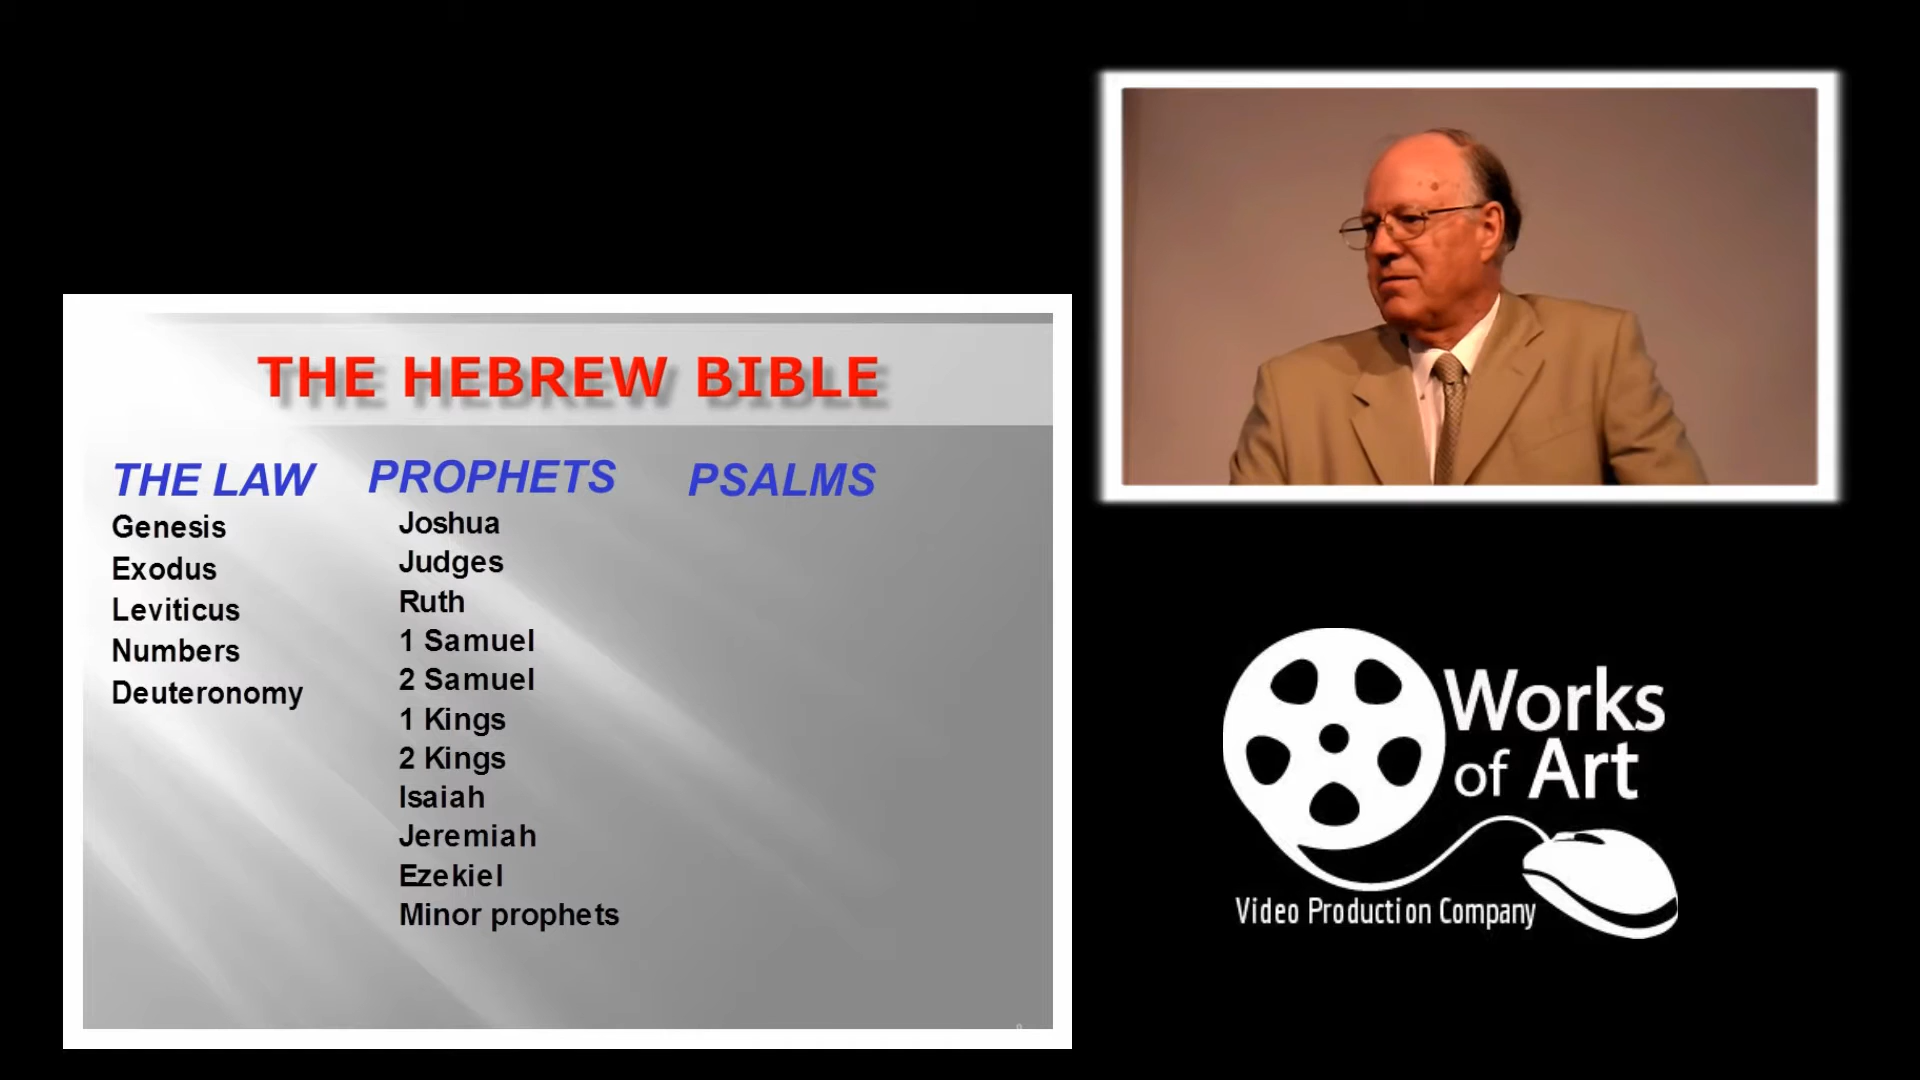 THE HEBREW BIBLE
THE LAW
Genesis
Exodus
Leviticus
Numbers
Deuteronomy
PROPHETS
Joshua
Judges
Ruth
1 Samuel
2 Samuel
1 Kings
2 Kings
Isaiah
Jeremiah
Ezekiel
Minor prophets
PSALMS
Works
of Art
Video Production Company